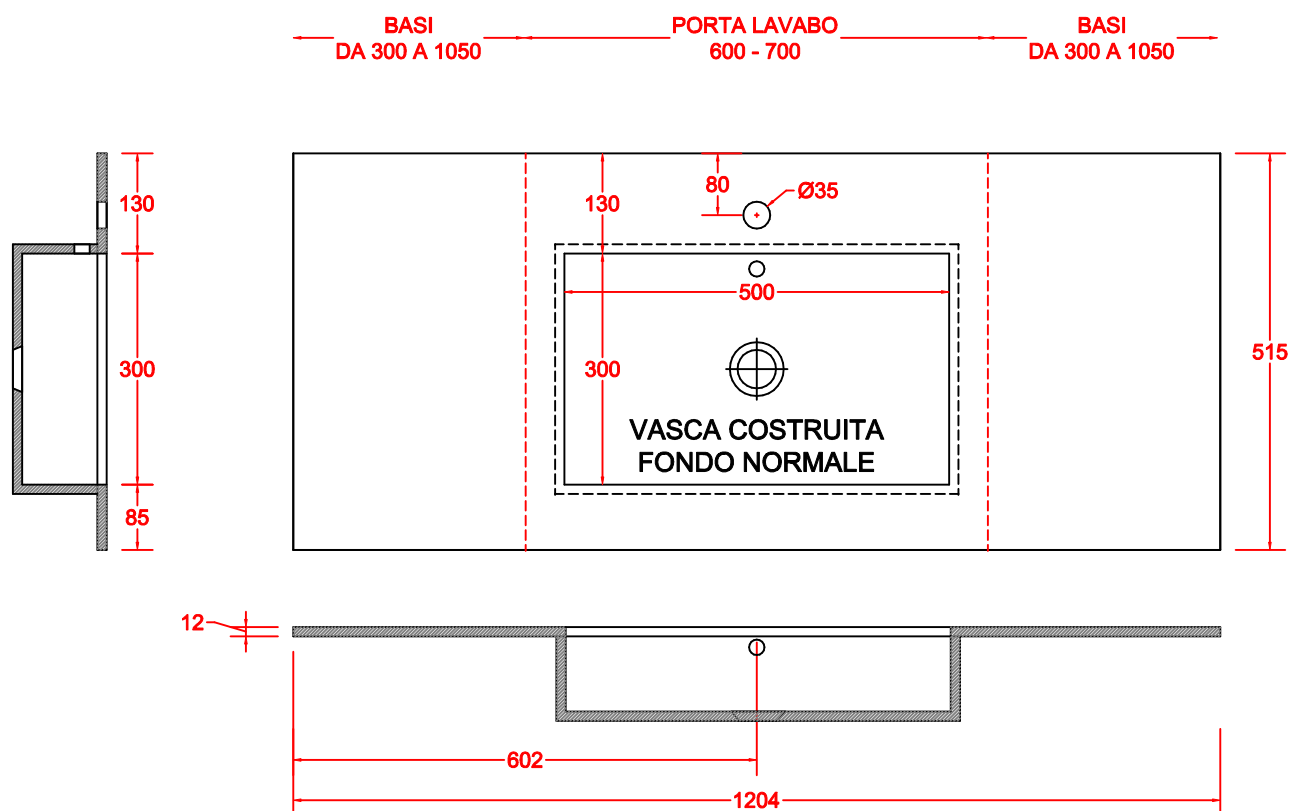 BASI
DA 300 A 1050
PORTA LAVABO
600 - 700
BASI
DA 300 A 1050
130
300
85
130
80
Ø35
500
300
515
VASCA COSTRUITA
FONDO NORMALE
12
602
1204